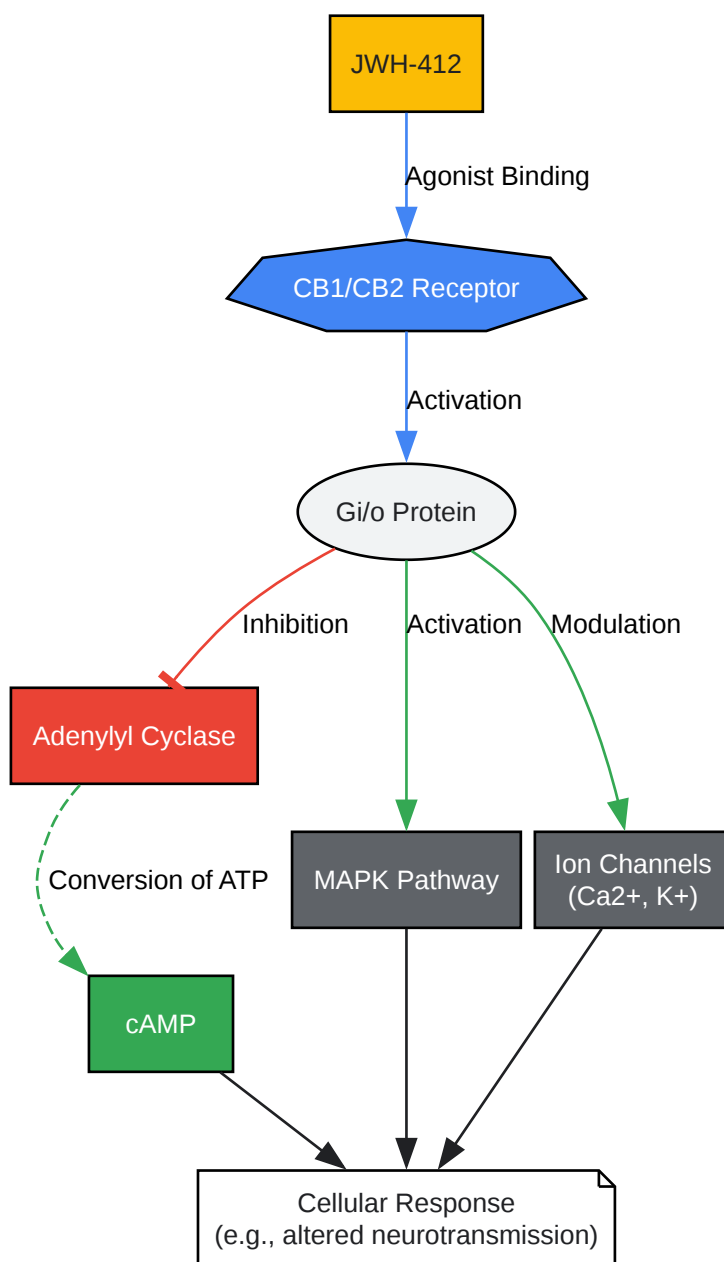 JWH-412
Agonist Binding
CB1/CB2 Receptor
Activation
Gi/o Protein
Inhibition
Activation
Modulation
Adenylyl Cyclase
Conversion of ATP
MAPK Pathway
Ion Channels
(Ca2+, K+)
cAMP
Cellular Response
(e.g., altered neurotransmission)